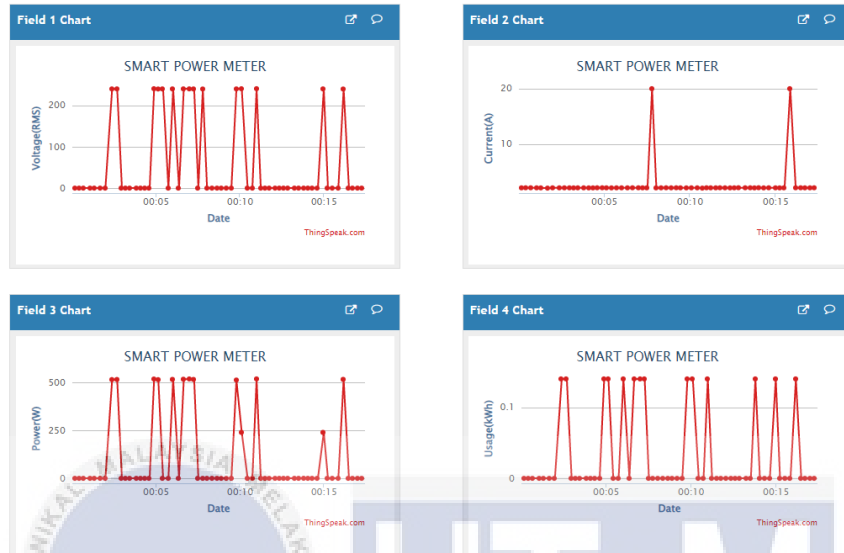 Field 1 Chart
SMART POWER METER
Voltage(RMS)
200
100
0
00:05 00:10 00:15
Date
ThingSpeak.com
Field 2 Chart
SMART POWER METER
Current(A)
20
10
00:05 00:10 00:15
Date
ThingSpeak.com
Field 3 Chart
SMART POWER METER
Power(W)
500
250
0
00:05 00:10 00:15
Date
ThingSpeak.com
Field 4 Chart
SMART POWER METER
Usage(kWh)
0.1
0
00:05 00:10 00:15
Date
ThingSpeak.com
NIKAL MALAYSIA MELAK